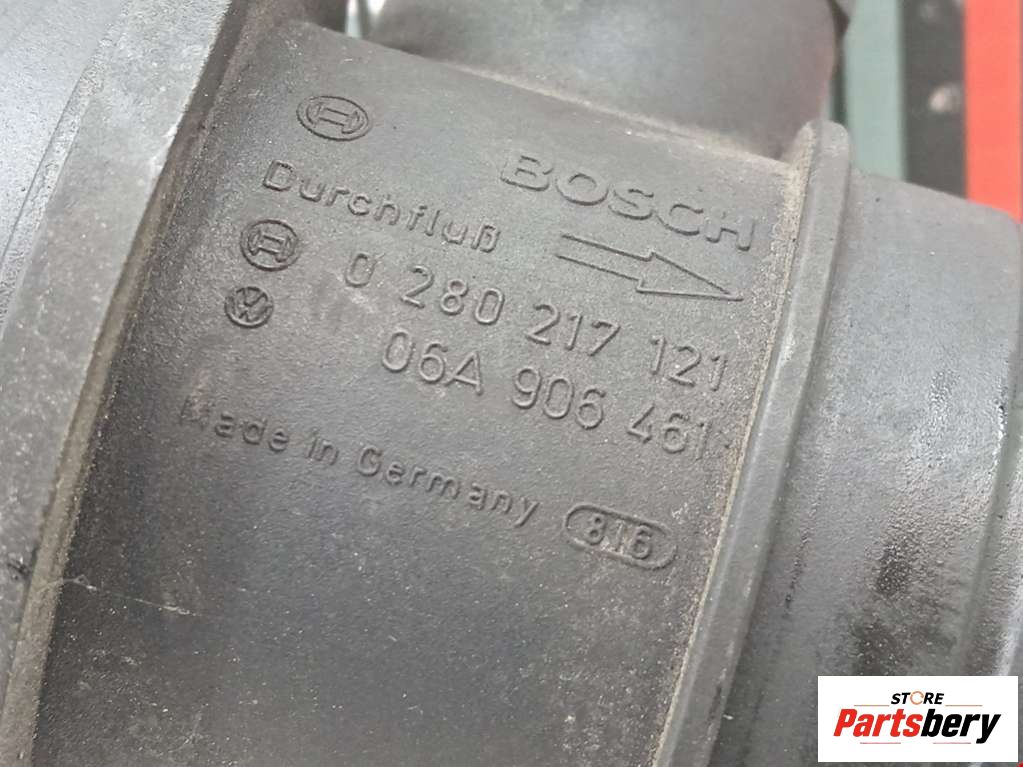 BOSCH
Durchfluß
0 280 217 121
06A 906 461
Made in Germany
816
STORE
Partsbery